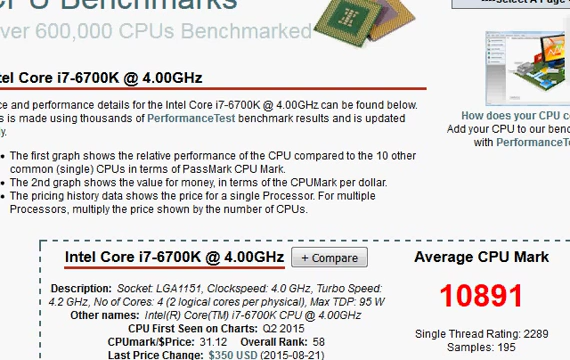 CPU Benchmarks
ver 600,000 CPUs Benchmarked
tel Core i7-6700K @ 4.00GHz
ce and performance details for the Intel Core i7-6700K @ 4.00GHz can be found below.
s is made using thousands of PerformanceTest benchmark results and is updated
y.
• The first graph shows the relative performance of the CPU compared to the 10 other
common (single) CPUs in terms of PassMark CPU Mark.
• The 2nd graph shows the value for money, in terms of the CPUMark per dollar.
• The pricing history data shows the price for a single Processor. For multiple
Processors, multiply the price shown by the number of CPUs.
----Select A Page
How does your CPU co
Add your CPU to our benc
with PerformanceTe
Intel Core i7-6700K @ 4.00GHz
+ Compare
Description: Socket: LGA1151, Clockspeed: 4.0 GHz, Turbo Speed:
4.2 GHz, No of Cores: 4 (2 logical cores per physical), Max TDP: 95 W
Other names: Intel(R) Core(TM) i7-6700K CPU @ 4.00GHz
CPU First Seen on Charts: Q2 2015
CPUmark/$Price: 31.12 Overall Rank: 58
Last Price Change: $350 USD (2015-08-21)
Average CPU Mark
10891
Single Thread Rating: 2289
Samples: 195